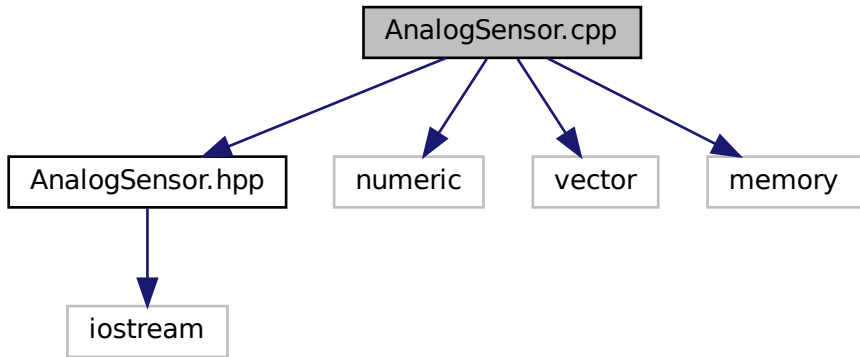 AnalogSensor.cpp
AnalogSensor.hpp
numeric
vector
memory
iostream